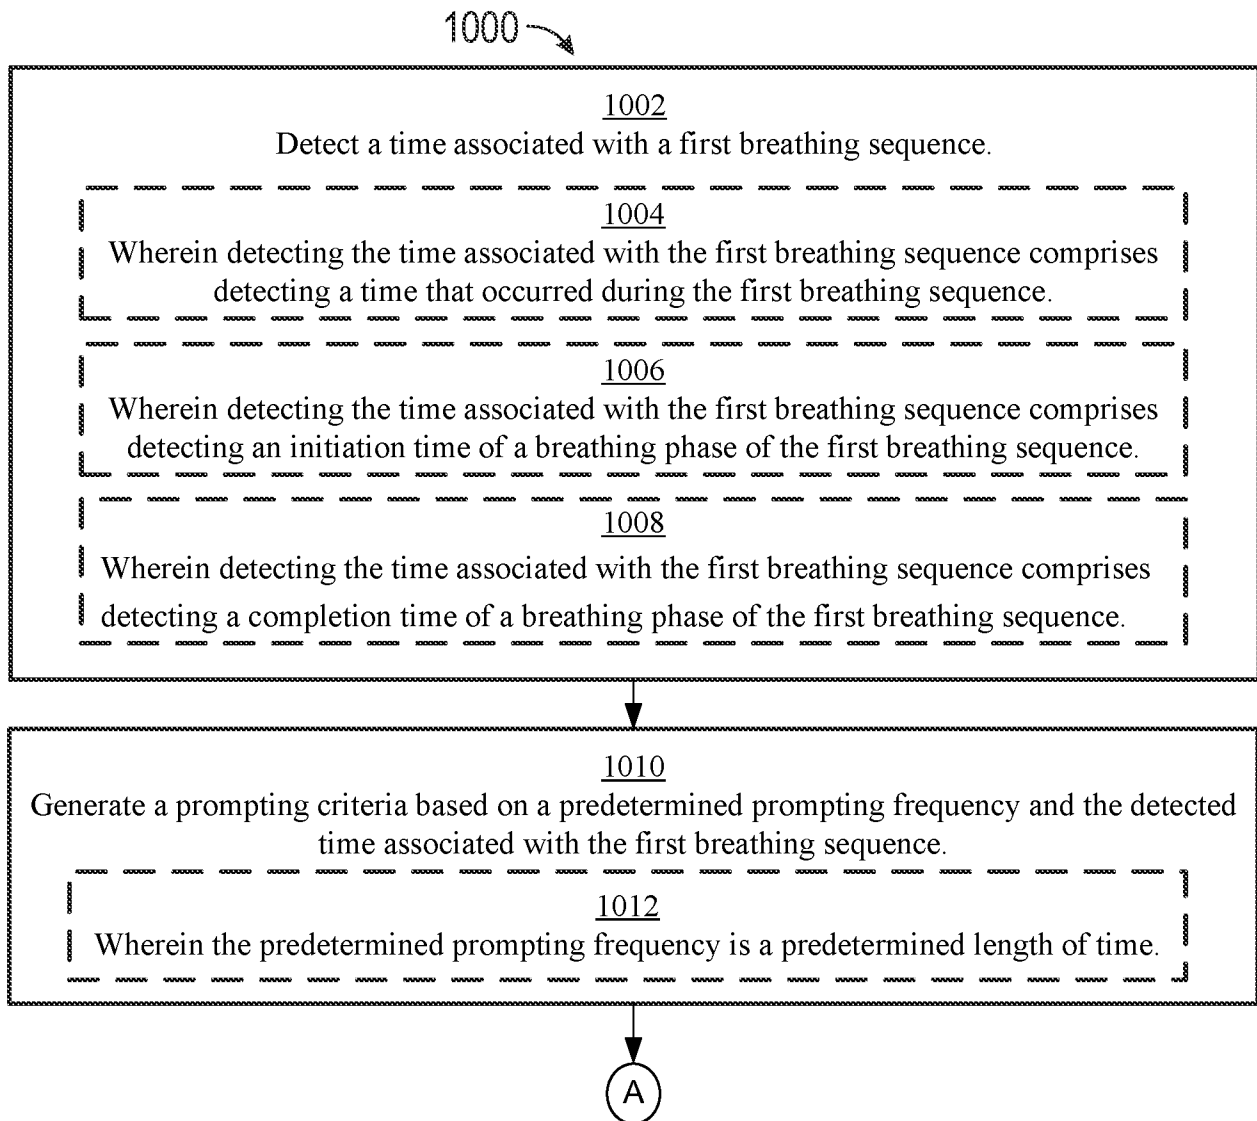 1000
1002
Detect a time associated with a first breathing sequence.
1004
Wherein detecting the time associated with the first breathing sequence comprises
detecting a time that occurred during the first breathing sequence.
1006
Wherein detecting the time associated with the first breathing sequence comprises
detecting an initiation time of a breathing phase of the first breathing sequence.
1008
Wherein detecting the time associated with the first breathing sequence comprises
detecting a completion time of a breathing phase of the first breathing sequence.
1010
Generate a prompting criteria based on a predetermined prompting frequency and the detected
time associated with the first breathing sequence.
1012
Wherein the predetermined prompting frequency is a predetermined length of time.
A